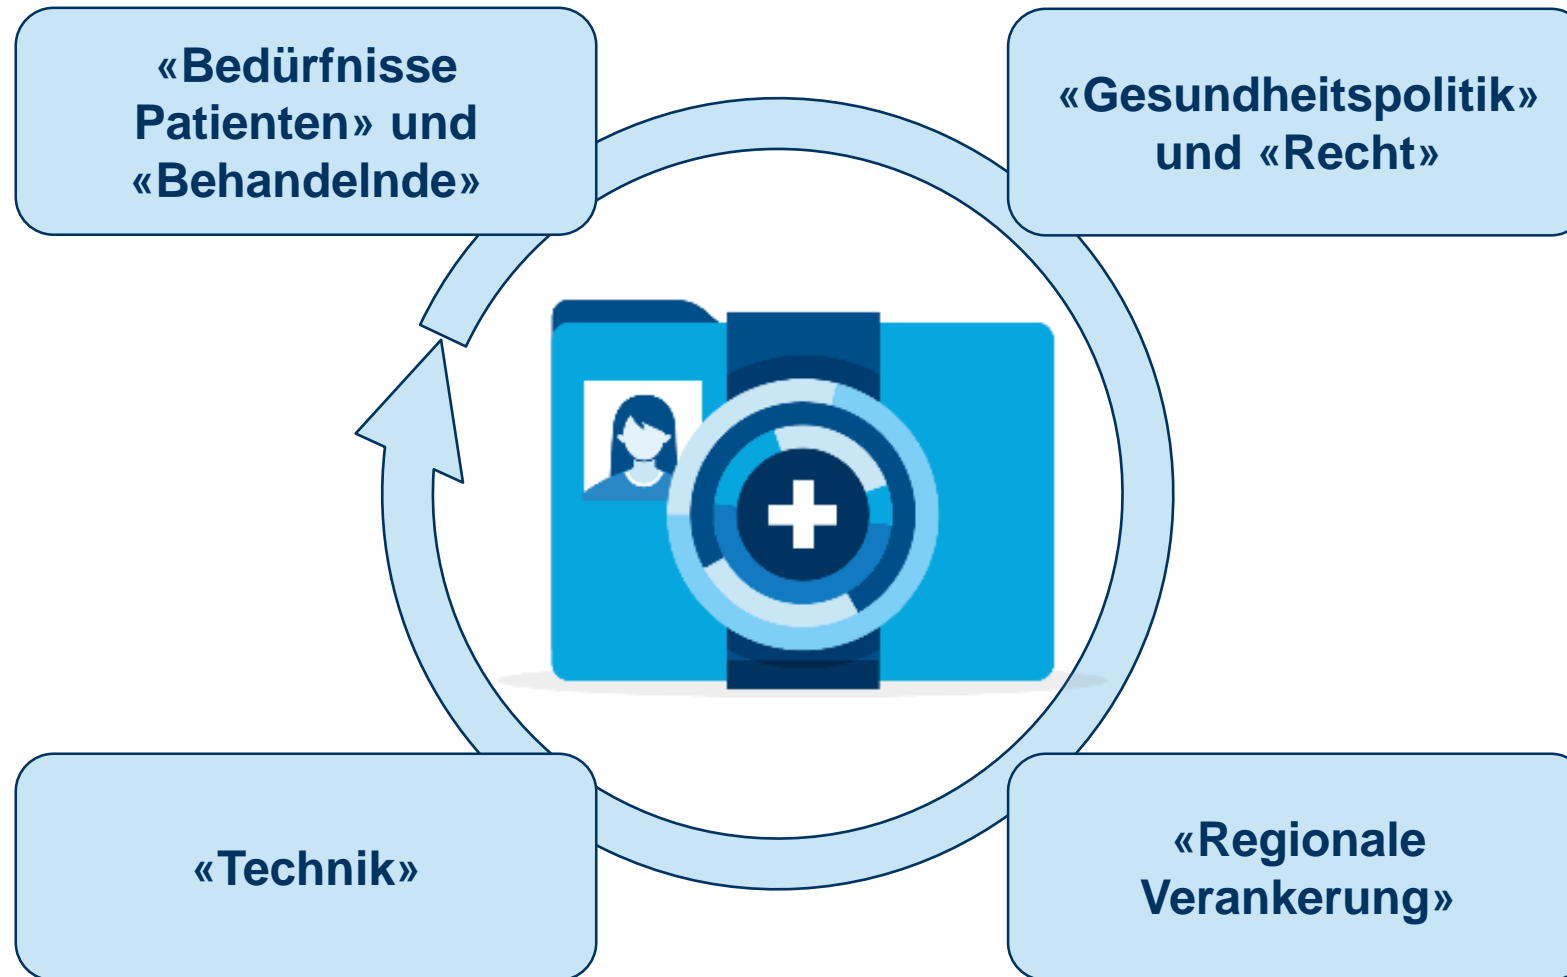 «Bedürfnisse
Patienten» und
«Behandelnde»
«Gesundheitspolitik»
und «Recht»
«Technik»
«Regionale
Verankerung»